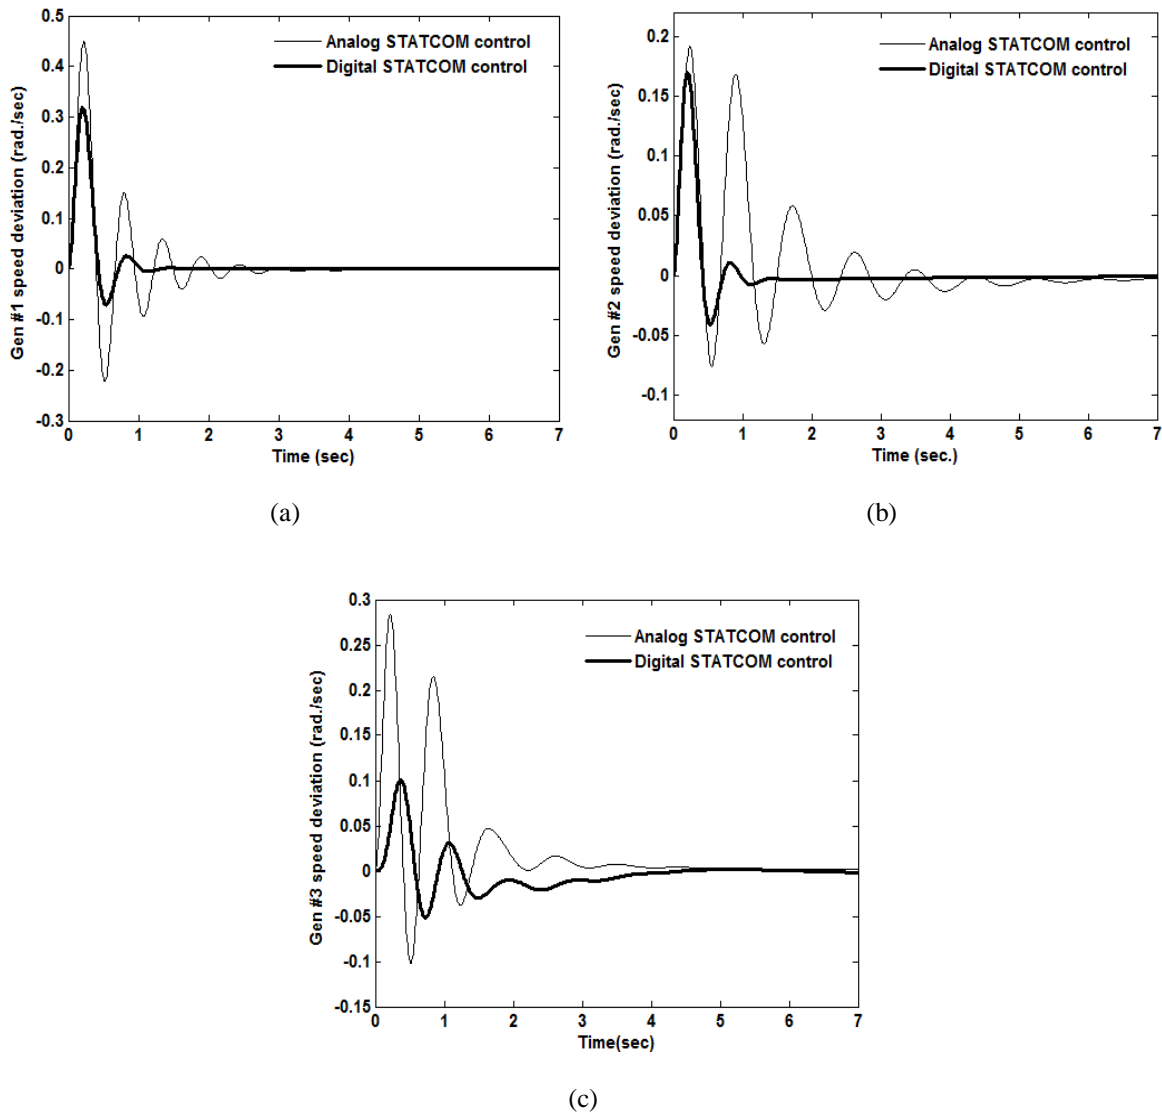 0.5
0.4
0.3
0.2
0.1
0
-0.1
-0.2
-0.3
Gen #1 speed deviation (rad./sec)
Analog STATCOM control
Digital STATCOM control
0 1 2 3 4 5 6 7
Time (sec)
(a)
0.2
0.15
0.1
0.05
0
-0.05
-0.1
Gen #2 speed deviation (rad./sec)
Analog STATCOM control
Digital STATCOM control
0 1 2 3 4 5 6 7
Time (sec.)
(b)
0.3
0.25
0.2
0.15
0.1
0.05
0
-0.05
-0.1
-0.15
Gen #3 speed deviation (rad./sec)
Analog STATCOM control
Digital STATCOM control
0 1 2 3 4 5 6 7
Time(sec)
(c)